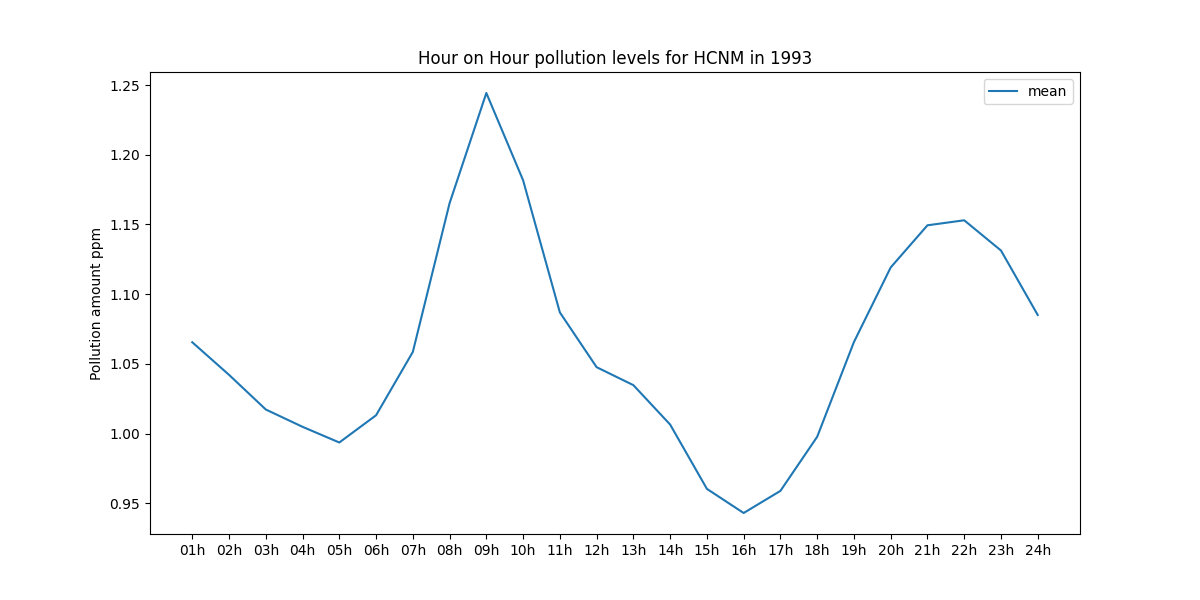 Hour on Hour pollution levels for HCNM in 1993
mean
Pollution amount ppm
1.25
1.20
1.15
1.10
1.05
1.00
0.95
01h 02h 03h 04h 05h 06h 07h 08h 09h 10h 11h 12h 13h 14h 15h 16h 17h 18h 19h 20h 21h 22h 23h 24h